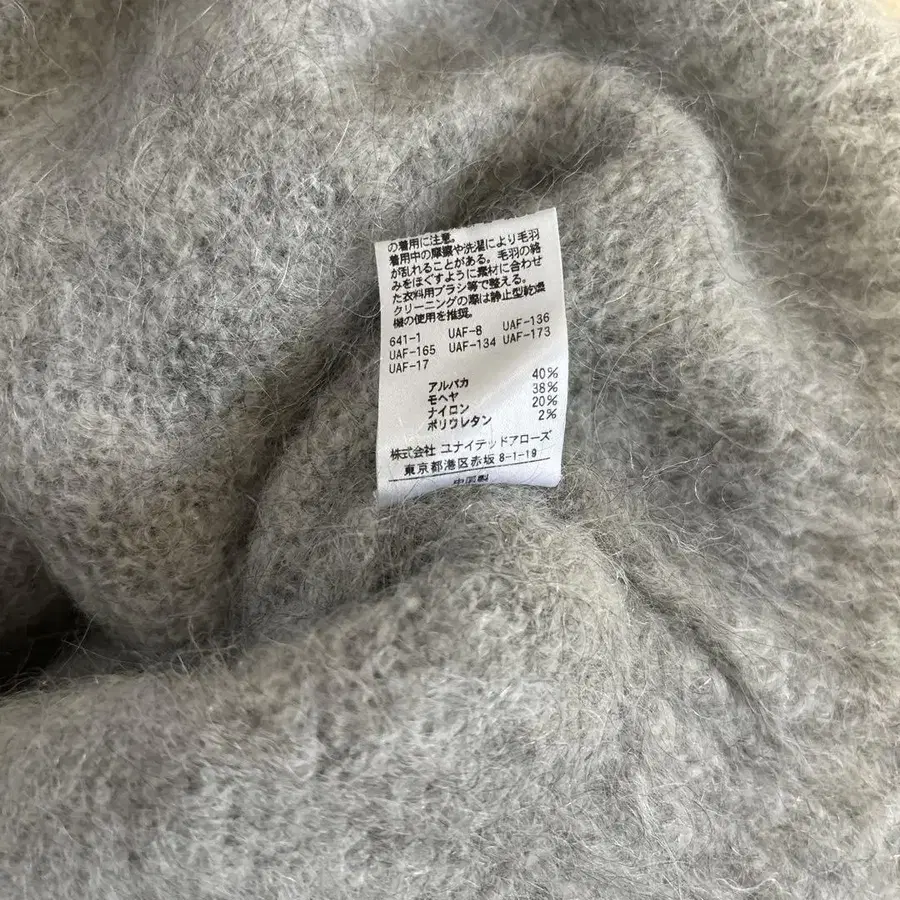 の着用に注意。
着用中の摩擦や洗濯により毛羽
が乱れることがある。毛羽の絡
みをほぐすように素材に合わせ
た衣料用ブラシ等で整える。
クリーニングの際は静止型乾燥
機の使用を推奨。
641-1 UAF-8 UAF-136
UAF-165 UAF-134 UAF-173
UAF-17
アルパカ 40%
モヘヤ 38%
ナイロン 20%
ポリウレタン 2%
株式会社 ユナイテッドアローズ
東京都港区赤坂 8-1-19
中国製